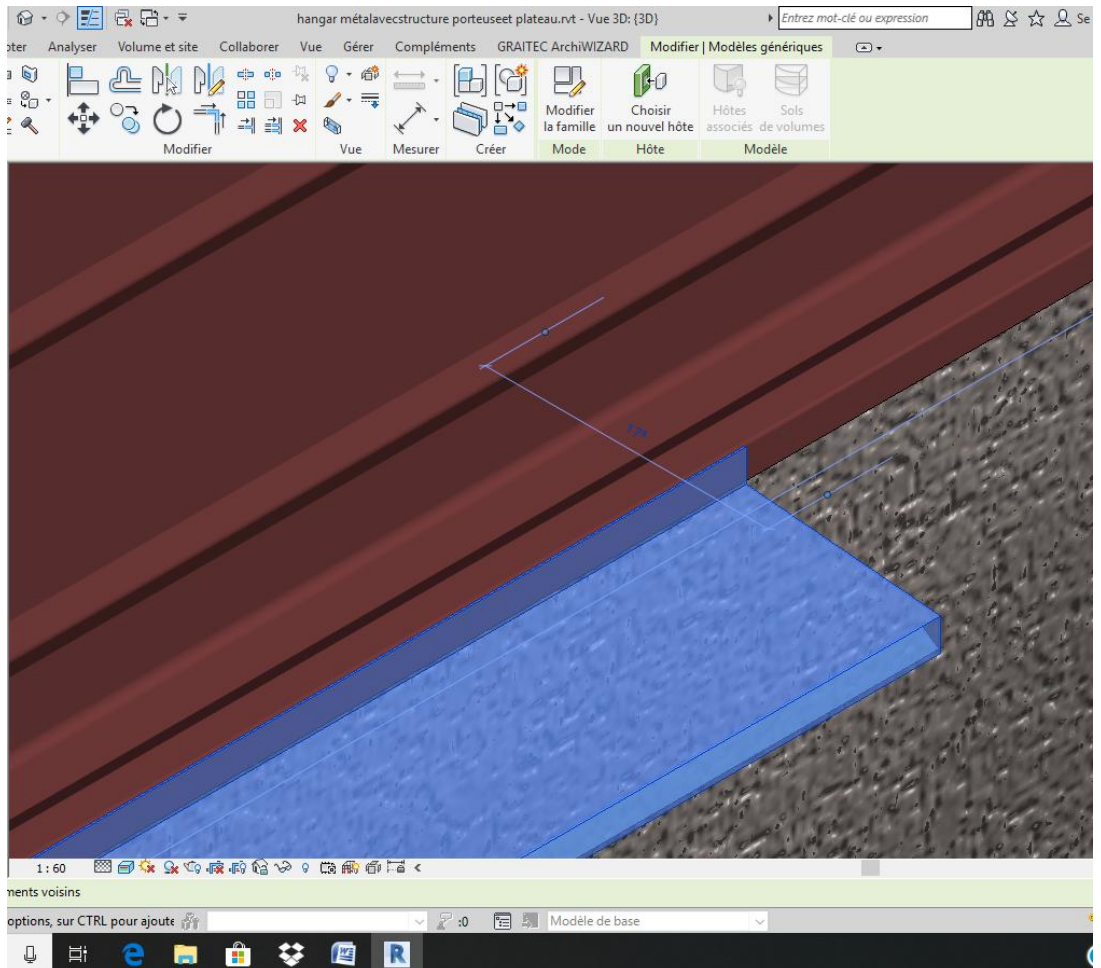 hangar métalavecstructure porteuseet plateau.rvt - Vue 3D: {3D}
Entrez mot-clé ou expression
Se
oter Analyser Volume et site Collaborer Vue Gérer Compléments GRAITEC ArchiWIZARD Modifier | Modèles génériques
Modifier la famille
Choisir un nouvel hôte
Hôtes associés
Sols de volumes
Modifier Vue Mesurer Créer Mode Hôte Modèle
1 : 60
ments voisins
options, sur CTRL pour ajoute
:0
Modèle de base